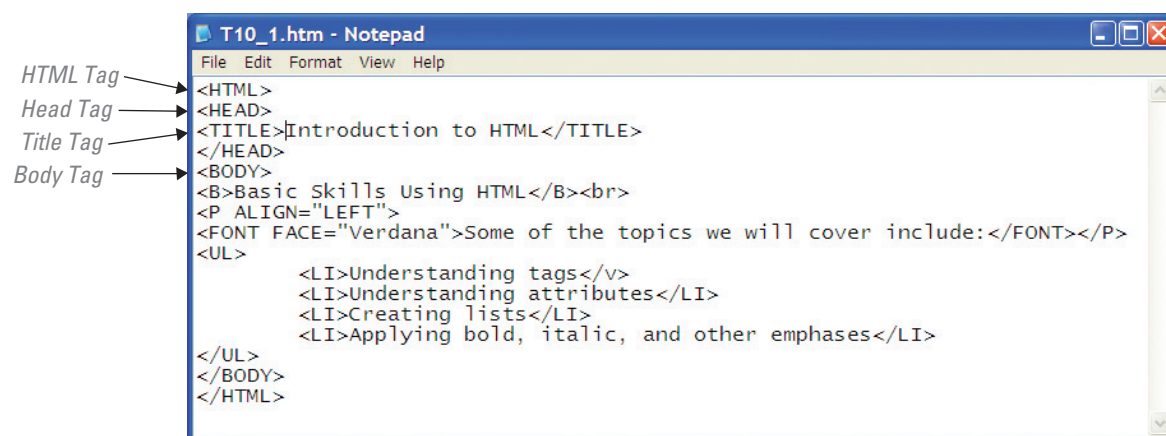 T10_1.htm - Notepad
File Edit Format View Help
HTML Tag
Head Tag
Title Tag
Body Tag
<HTML>
<HEAD>
<TITLE>Introduction to HTML</TITLE>
</HEAD>
<BODY>
<B>Basic Skills Using HTML</B><br>
<P ALIGN="LEFT">
<FONT FACE="Verdana">Some of the topics we will cover include:</FONT></P>
<UL>
<LI>Understanding tags</v>
<LI>Understanding attributes</LI>
<LI>Creating lists</LI>
<LI>Applying bold, italic, and other emphases</LI>
</UL>
</BODY>
</HTML>